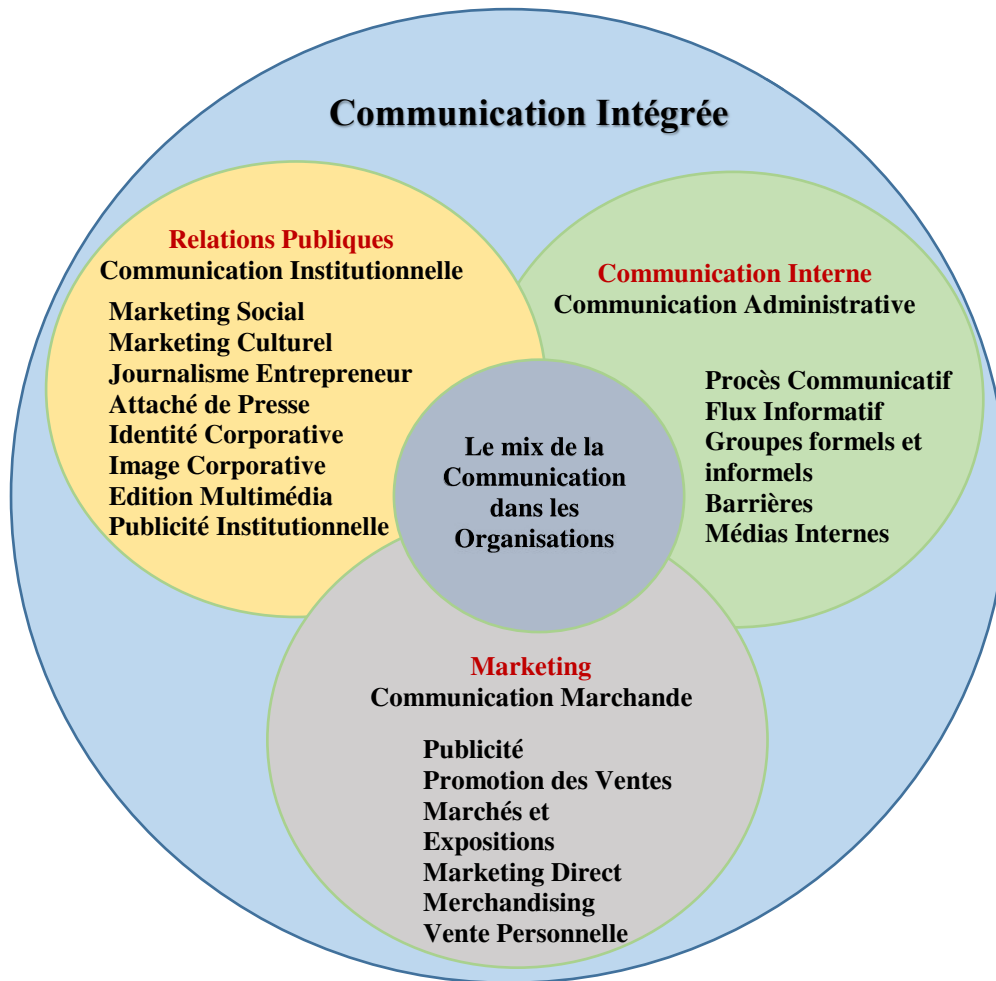 Communication Intégrée
Relations Publiques
Communication Institutionnelle
Marketing Social
Marketing Culturel
Journalisme Entrepreneur
Attaché de Presse
Identité Corporative
Image Corporative
Edition Multimédia
Publicité Institutionnelle
Communication Interne
Communication Administrative
Procès Communicatif
Flux Informatif
Groupes formels et
informels
Barrières
Médias Internes
Le mix de la
Communication
dans les
Organisations
Marketing
Communication Marchande
Publicité
Promotion des Ventes
Marchés et
Expositions
Marketing Direct
Merchandising
Vente Personnelle